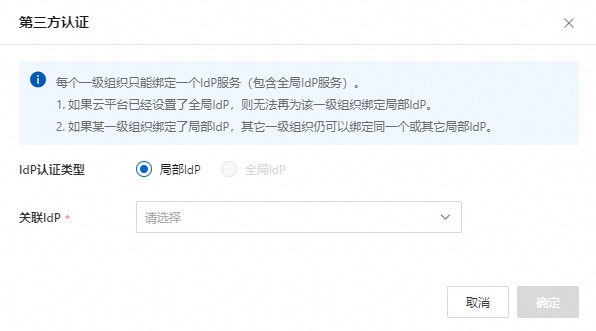 第三方认证
每个一级组织只能绑定一个IdP服务（包含全局IdP服务）。
1. 如果云平台已经设置了全局IdP，则无法再为该一级组织绑定局部IdP。
2. 如果某一级组织绑定了局部IdP，其它一级组织仍可以绑定同一个或其它局部IdP。
IdP认证类型 局部IdP 全局IdP
关联IdP * 请选择
取消 确定